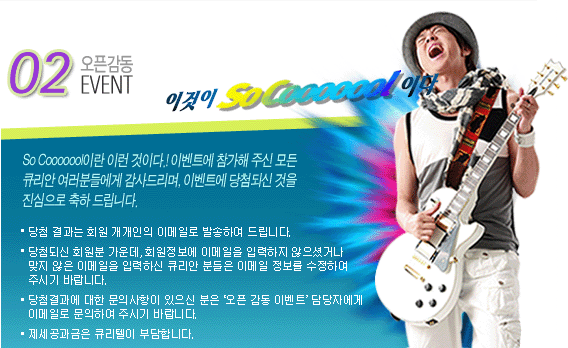 02 오픈감동
EVENT
이것이 So Cooooool 이다
So Cooooool이란 이런 것이다.! 이벤트에 참가해 주신 모든
큐리안 여러분들에게 감사드리며, 이벤트에 당첨되신 것을
진심으로 축하 드립니다.
• 당첨 결과는 회원 개개인의 이메일로 발송하여 드립니다.
• 당첨되신 회원분 가운데, 회원정보에 이메일을 입력하지 않으셨거나
맞지 않은 이메일을 입력하신 큐리안 분들은 이메일 정보를 수정하여
주시기 바랍니다.
• 당첨결과에 대한 문의사항이 있으신 분은 '오픈 감동 이벤트' 담당자에게
이메일로 문의하여 주시기 바랍니다.
• 제세공과금은 큐리텔이 부담합니다.